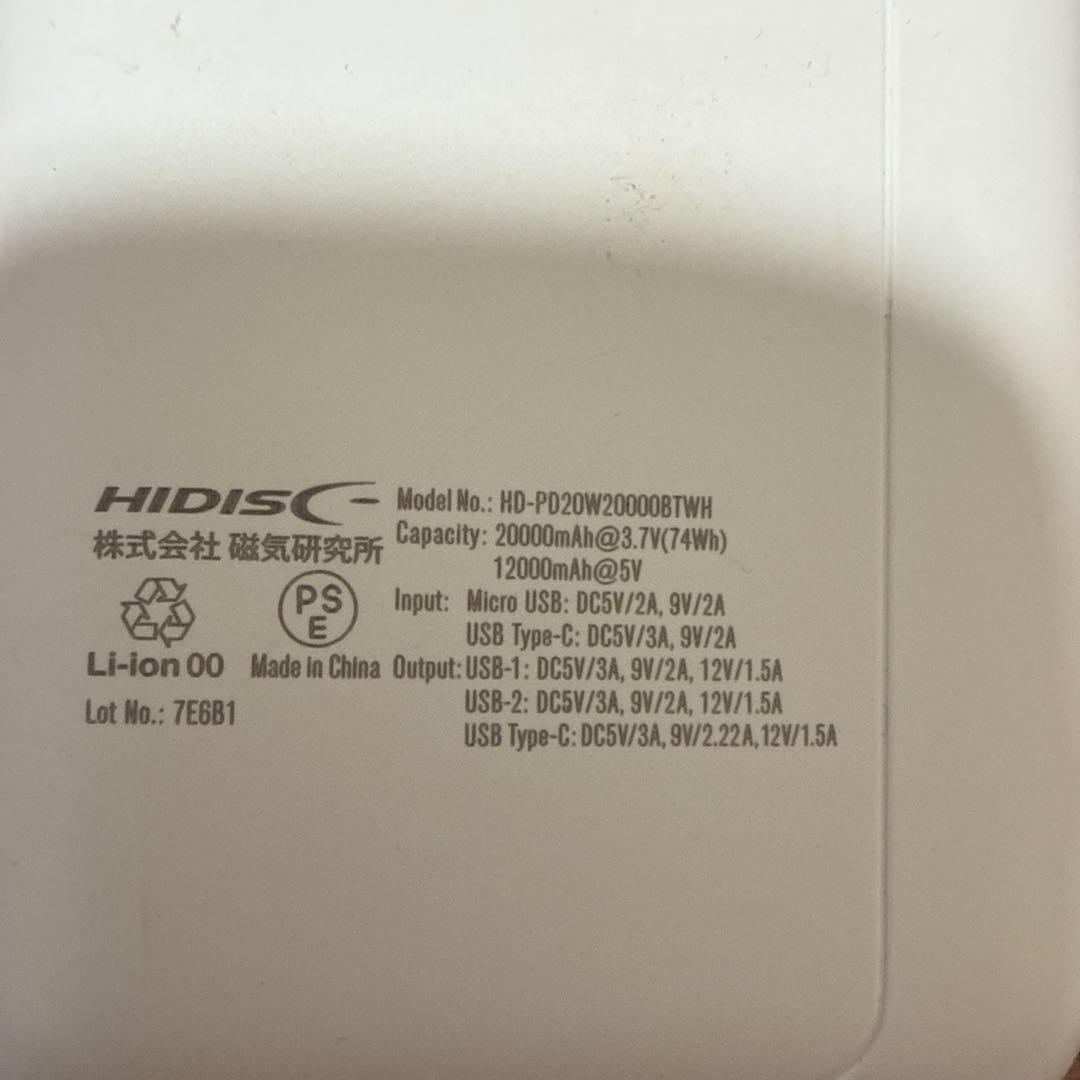 HIDISC
株式会社 磁気研究所
PS
E
Li-ion 00 Made in China
Lot No.: 7E6B1
Model No.: HD-PD20W20000BTWH
Capacity: 20000mAh@3.7V(74Wh)
12000mAh@5V
Input: Micro USB: DC5V/2A, 9V/2A
USB Type-C: DC5V/3A, 9V/2A
Output: USB-1: DC5V/3A, 9V/2A, 12V/1.5A
USB-2: DC5V/3A, 9V/2A, 12V/1.5A
USB Type-C: DC5V/3A, 9V/2.22A, 12V/1.5A